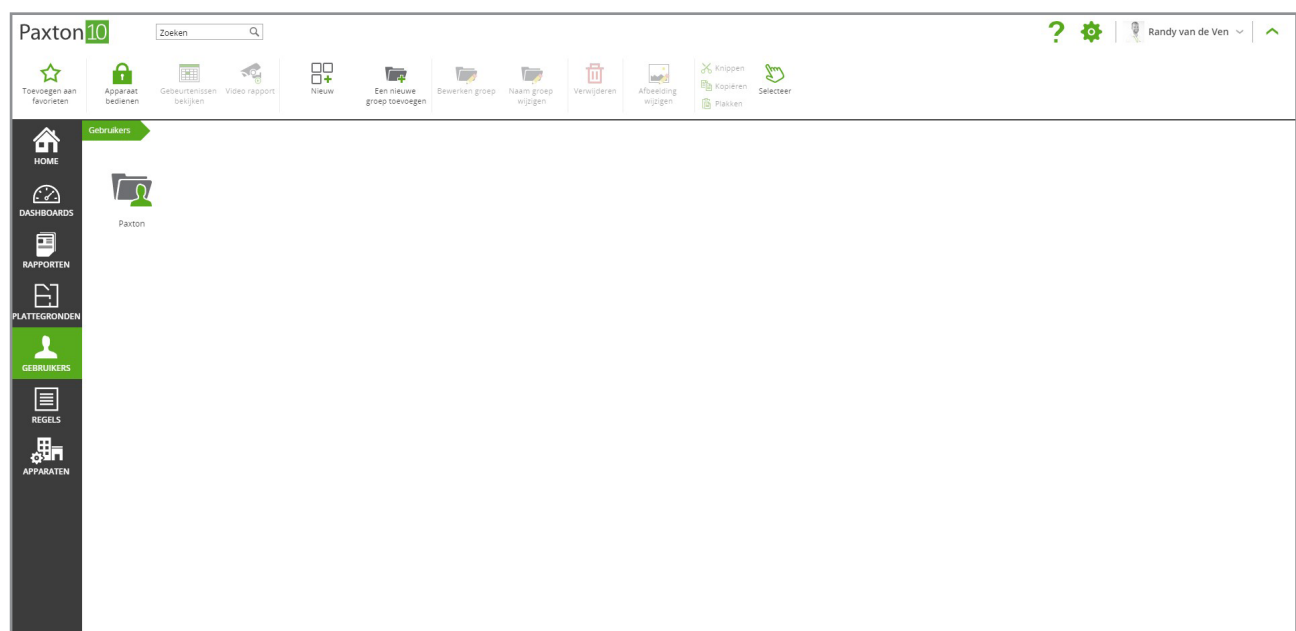 Paxton10
Zoeken
Randy van de Ven
Toevoegen aan
favorieten
Apparaat
bedienen
Gebeurtenissen
bekijken
Video rapport
Nieuw
Een nieuwe
groep toevoegen
Bewerken groep
Naam groep
wijzigen
Verwijderen
Afbeelding
wijzigen
Knippen
Kopiëren
Plakken
Selecteer
Gebruikers
HOME
DASHBOARDS
RAPPORTEN
PLATTEGRONDEN
GEBRUIKERS
REGELS
APPARATEN
Paxton